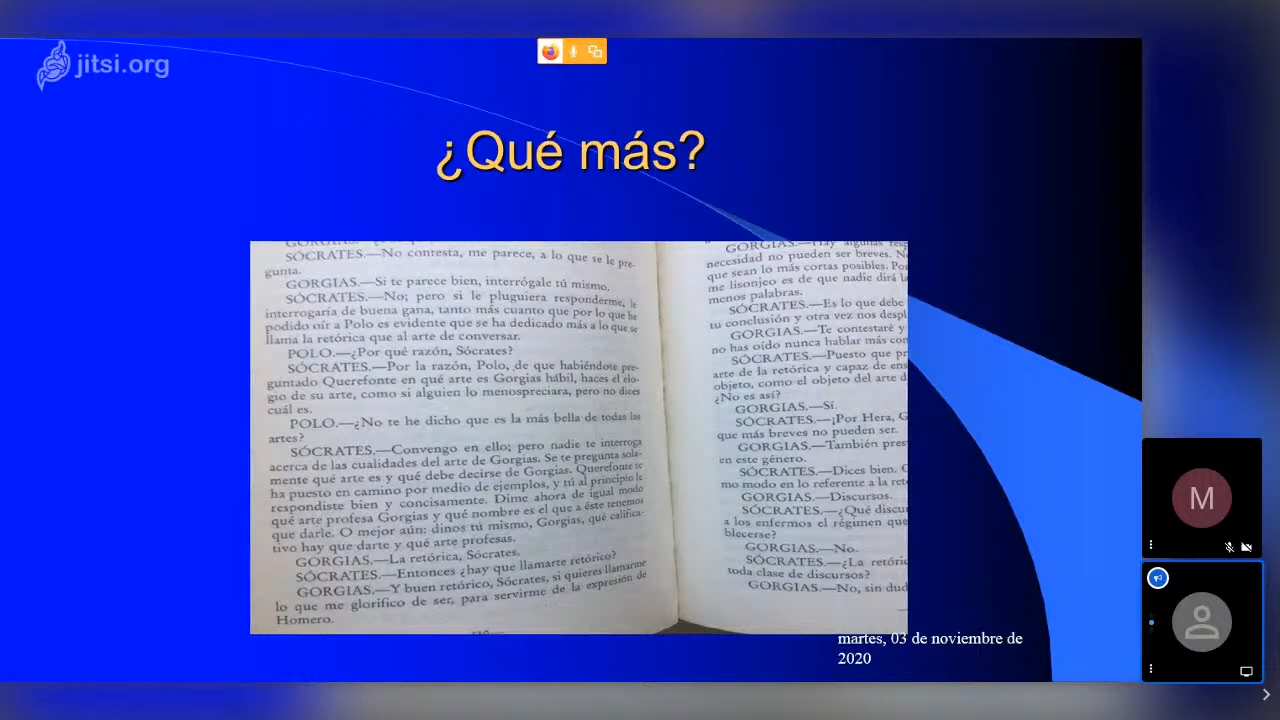 jitsi.org
¿Qué más?
SÓCRATES.—No contesta, me parece, a lo que se le pre-
gunta.
GORGIAS.—Si te parece bien, interrógale tú mismo.
SÓCRATES.—No; pero si le pluguiera responderme, le
interrogaría de buena gana, tanto más cuanto que por lo que he
podido oír a Polo es evidente que se ha dedicado más a lo que se
llama la retórica que al arte de conversar.
POLO.—¿Por qué razón, Sócrates?
SÓCRATES.—Por la razón, Polo, de que habiéndote pre-
guntado Querefonte en qué arte es Gorgias hábil, haces el elo-
gio de su arte, como si alguien lo menospreciara, pero no dices
cuál es.
POLO.—¿No te he dicho que es la más bella de todas las
artes?
SÓCRATES.—Convengo en ello; pero nadie te interroga
acerca de las cualidades del arte de Gorgias. Se te pregunta sola-
mente qué arte es y qué debe decirse de Gorgias. Querefonte te
ha puesto en camino por medio de ejemplos, y tú al principio le
respondiste bien y concisamente. Dime ahora de igual modo
qué arte profesa Gorgias y qué nombre es el que a éste tenemos
que darle. O mejor aún: dinos tú mismo, Gorgias, qué califica-
tivo hay que darte y qué arte profesas.
GORGIAS.—La retórica, Sócrates.
SÓCRATES.—Entonces ¿hay que llamarte retórico?
GORGIAS.—Y buen retórico, Sócrates, si quieres llamarme
lo que me glorifico de ser, para servirme de la expresión de
Homero.
GORGIAS.—Hay algunas
necesidad no pueden ser breves.
que sean lo más cortas posibles.
me lisonjeo es de que nadie dirá
menos palabras.
SÓCRATES.—Es lo que debe
tu conclusión y otra vez nos
GORGIAS.—Te contestaré y
no has oído nunca hablar más
SÓCRATES.—Puesto que
arte de la retórica y capaz de
objeto, como el objeto del arte
¿No es así?
GORGIAS.—Sí.
SÓCRATES.—¡Por Hera,
que más breves no pueden ser.
GORGIAS.—También
en este género.
SÓCRATES.—Dices bien.
mo modo en lo referente a la
GORGIAS.—Discursos.
SÓCRATES.—¿Qué
a los enfermos el régimen que
blecerse?
GORGIAS.—No.
SÓCRATES.—¿La
toda clase de discursos?
GORGIAS.—No, sin
martes, 03 de noviembre de
2020
M